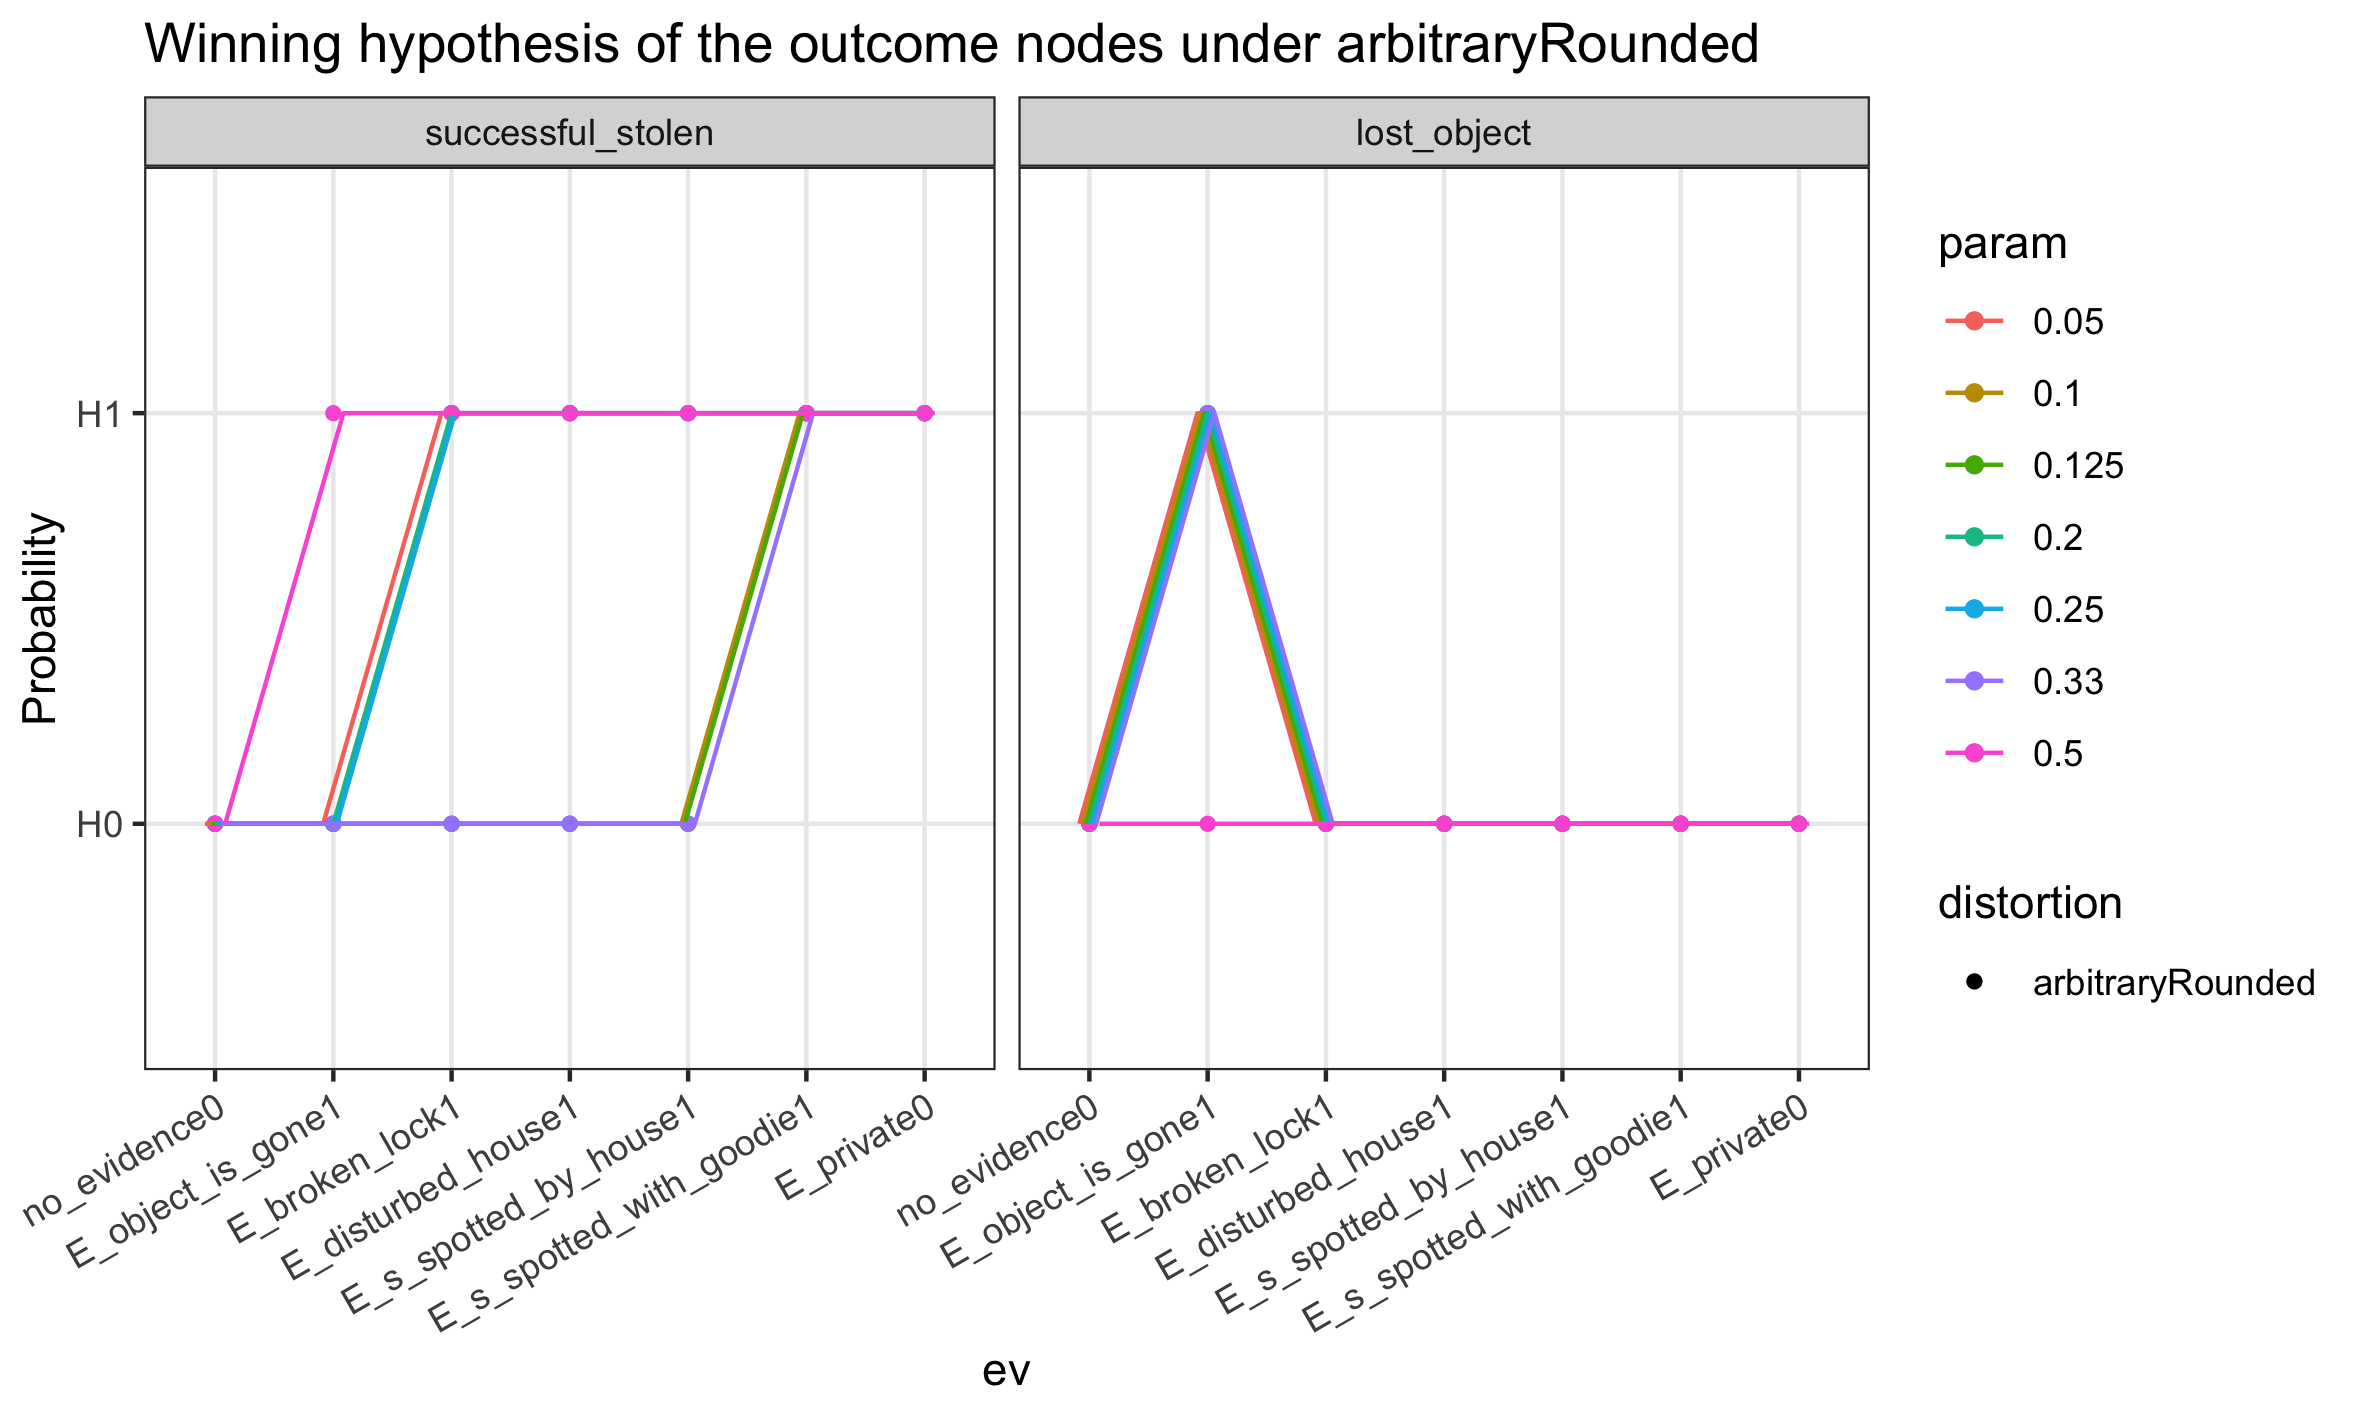 Winning hypothesis of the outcome nodes under arbitraryRounded
successful_stolen
lost_object
Probability
H1
H0
no_evidence0
E_object_is_gone1
E_broken_lock1
E_disturbed_house1
E_s_spotted_by_house1
E_s_spotted_with_goodie1
E_private0
no_evidence0
E_object_is_gone1
E_broken_lock1
E_disturbed_house1
E_s_spotted_by_house1
E_s_spotted_with_goodie1
E_private0
ev
param
0.05
0.1
0.125
0.2
0.25
0.33
0.5
distortion
arbitraryRounded